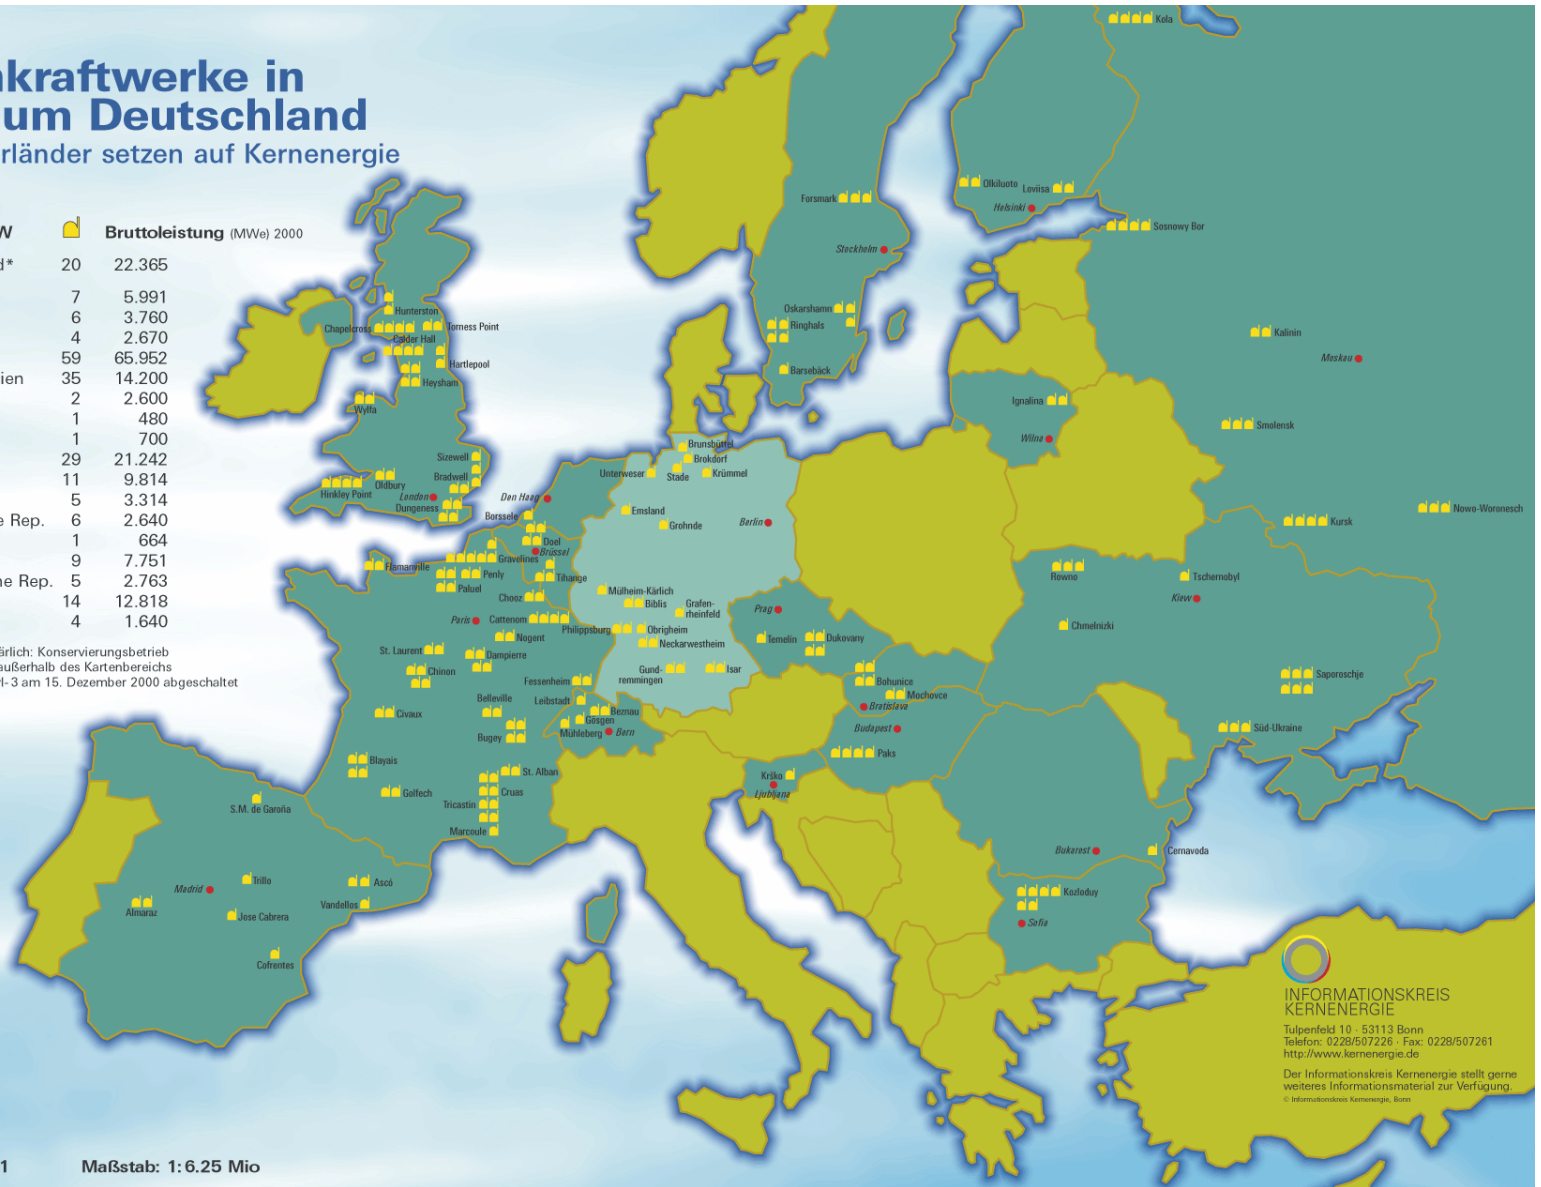 kraftwerke in
um Deutschland
rländer setzen auf Kernenergie
W Bruttoleistung (MWe) 2000
d* 20 22.365
7 5.991
6 3.760
4 2.670
59 65.952
ien 35 14.200
2 2.600
1 480
1 700
29 21.242
11 9.814
5 3.314
e Rep. 6 2.640
1 664
9 7.751
he Rep. 5 2.763
14 12.818
4 1.640
ärlich: Konservierungsbetrieb
außerhalb des Kartenbereichs
yl-3 am 15. Dezember 2000 abgeschaltet
Kola
Olkiluoto
Loviisa
Helsinki
Forsmark
Sosnowy Bor
Stockholm
Oskarshamn
Ringhals
Barsebäck
Kalinin
Moskau
Ignalina
Wilna
Smolensk
Nowo-Woronesch
Kursk
Hunterston
Chapelcross
Torness Point
Calder Hall
Hartlepool
Heysham
Wylfa
Sizewell
Bradwell
Oldbury
Hinkley Point
London
Dungeness
Brunsbüttel
Brokdorf
Unterweser
Stade
Krümmel
Den Haag
Borssele
Emsland
Grohnde
Berlin
Doel
Brüssel
Gravelines
Flamanville
Penly
Paluel
Tihange
Chooz
Mülheim-Kärlich
Biblis
Grafen-
rheinfeld
Paris
Cattenom
Philippsburg
Obrigheim
Nogent
Neckarwestheim
St. Laurent
Dampierre
Chinon
Gund-
remmingen
Isar
Fessenheim
Leibstadt
Beznau
Gösgen
Mühleberg
Bern
Belleville
Civaux
Bugey
Blayais
St. Alban
Golfech
Cruas
Tricastin
Marcoule
Prag
Temelin
Dukovany
Bohunice
Mochovce
Bratislava
Budapest
Paks
Krško
Ljubljana
Rowno
Tschernobyl
Kiew
Chmelnizki
Saporoschje
Süd-Ukraine
Bukarest
Cernavoda
Kozloduy
Sofia
S.M. de Garoña
Trillo
Madrid
Ascó
Almaraz
Vandellos
Jose Cabrera
Cofrentes
INFORMATIONSKREIS
KERNENERGIE
Tulpenfeld 10 · 53113 Bonn
Telefon: 0228/507226 · Fax: 0228/507261
http://www.kernenergie.de
Der Informationskreis Kernenergie stellt gerne
weiteres Informationsmaterial zur Verfügung.
© Informationskreis Kernenergie, Bonn
1 Maßstab: 1:6.25 Mio